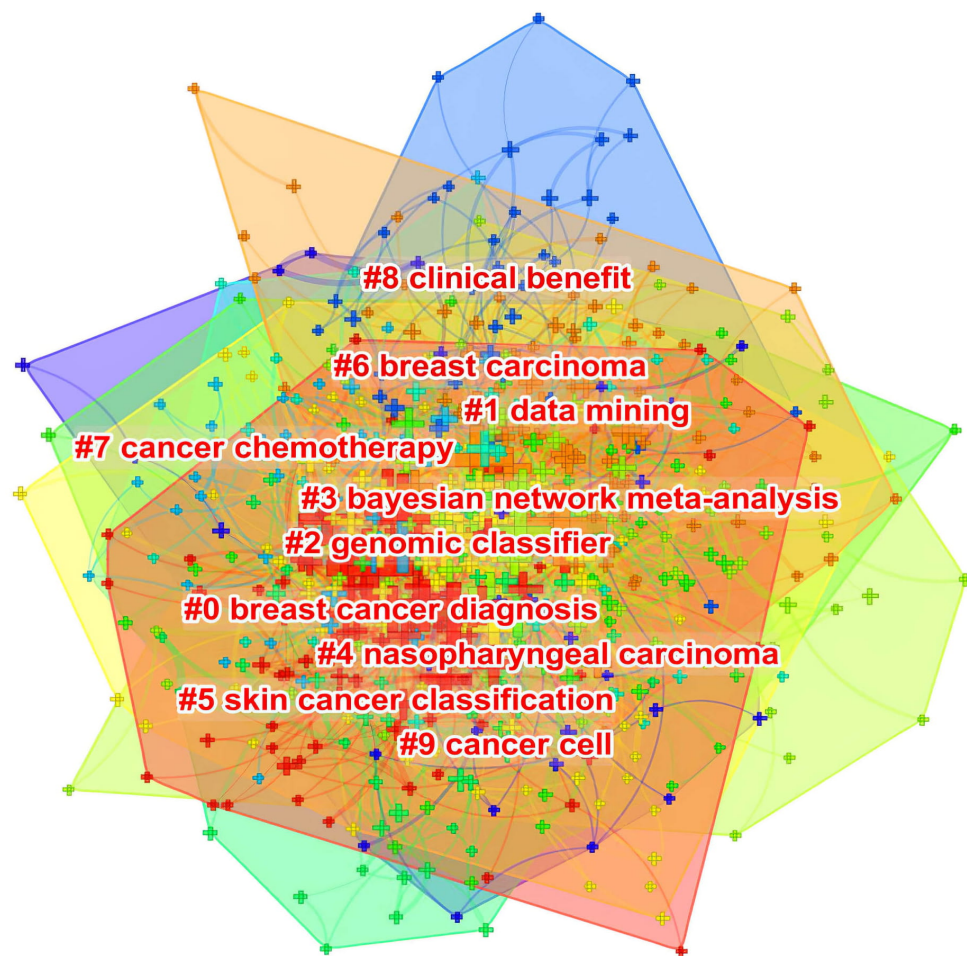 #8 clinical benefit
#6 breast carcinoma
#1 data mining
#7 cancer chemotherapy
#3 bayesian network meta-analysis
#2 genomic classifier
#0 breast cancer diagnosis
#4 nasopharyngeal carcinoma
#5 skin cancer classification
#9 cancer cell